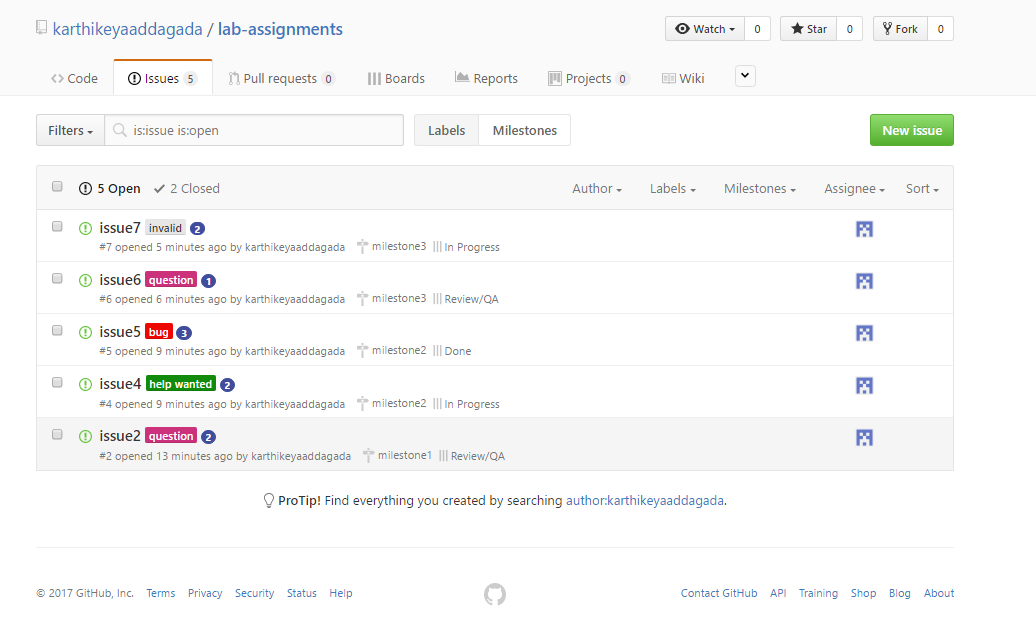 karthikeyaaddagada / lab-assignments
Watch 0 Star 0 Fork 0
Code Issues 5 Pull requests 0 Boards Reports Projects 0 Wiki
Filters is:issue is:open Labels Milestones New issue
5 Open 2 Closed Author Labels Milestones Assignee Sort
issue7 invalid 2
#7 opened 5 minutes ago by karthikeyaaddagada milestone3 In Progress
issue6 question 1
#6 opened 6 minutes ago by karthikeyaaddagada milestone3 Review/QA
issue5 bug 3
#5 opened 9 minutes ago by karthikeyaaddagada milestone2 Done
issue4 help wanted 2
#4 opened 9 minutes ago by karthikeyaaddagada milestone2 In Progress
issue2 question 2
#2 opened 13 minutes ago by karthikeyaaddagada milestone1 Review/QA
ProTip! Find everything you created by searching author:karthikeyaaddagada.
© 2017 GitHub, Inc. Terms Privacy Security Status Help Contact GitHub API Training Shop Blog About